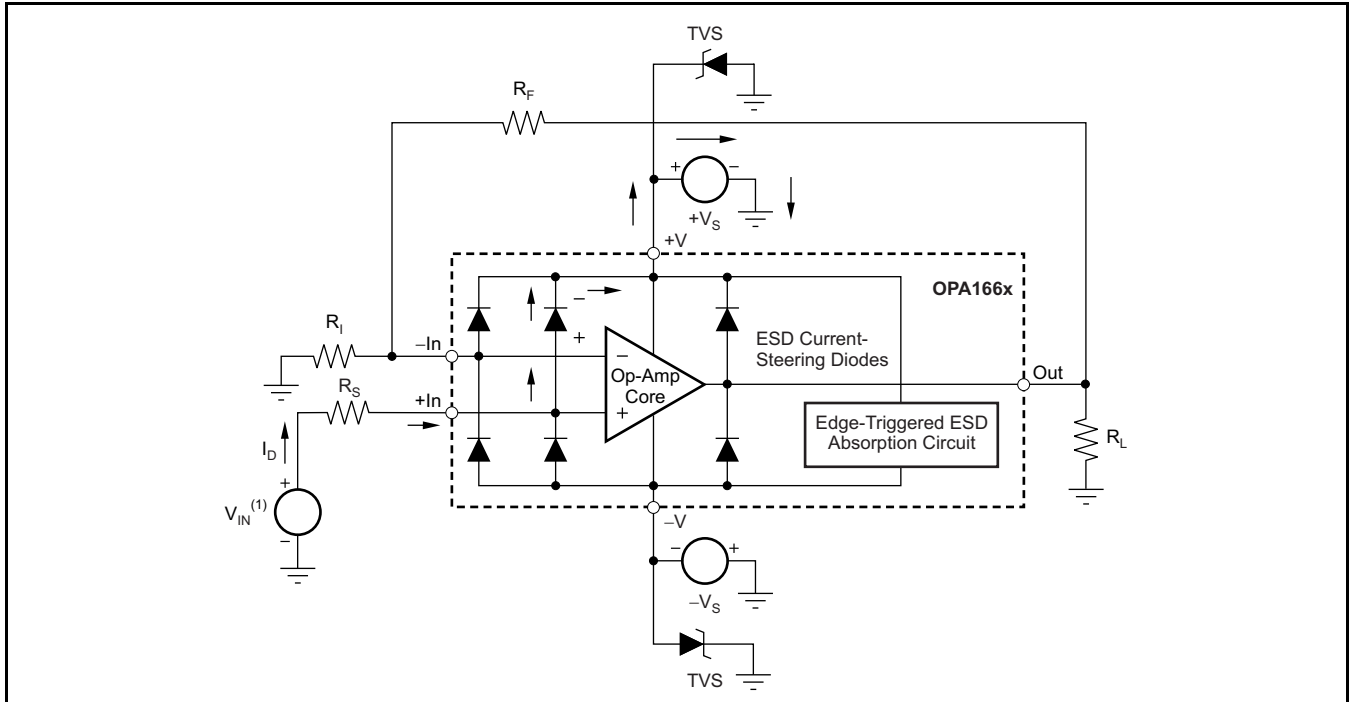 TVS
R_F
+ −
+V_S
+V
OPA166x
−
+
R_I
−In
ESD Current-
Steering Diodes
−
Op-Amp
Core
Out
R_S
+In
+
Edge-Triggered ESD
Absorption Circuit
R_L
I_D
+
V_IN^(1)
−
−V
− +
−V_S
TVS